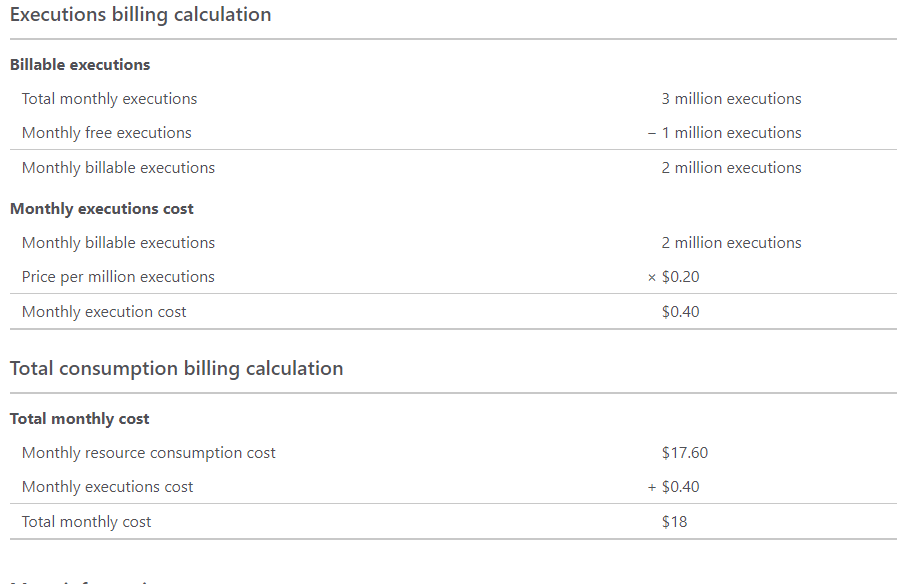 Executions billing calculation
Billable executions
Total monthly executions 3 million executions
Monthly free executions – 1 million executions
Monthly billable executions 2 million executions
Monthly executions cost
Monthly billable executions 2 million executions
Price per million executions × $0.20
Monthly execution cost $0.40
Total consumption billing calculation
Total monthly cost
Monthly resource consumption cost $17.60
Monthly executions cost + $0.40
Total monthly cost $18